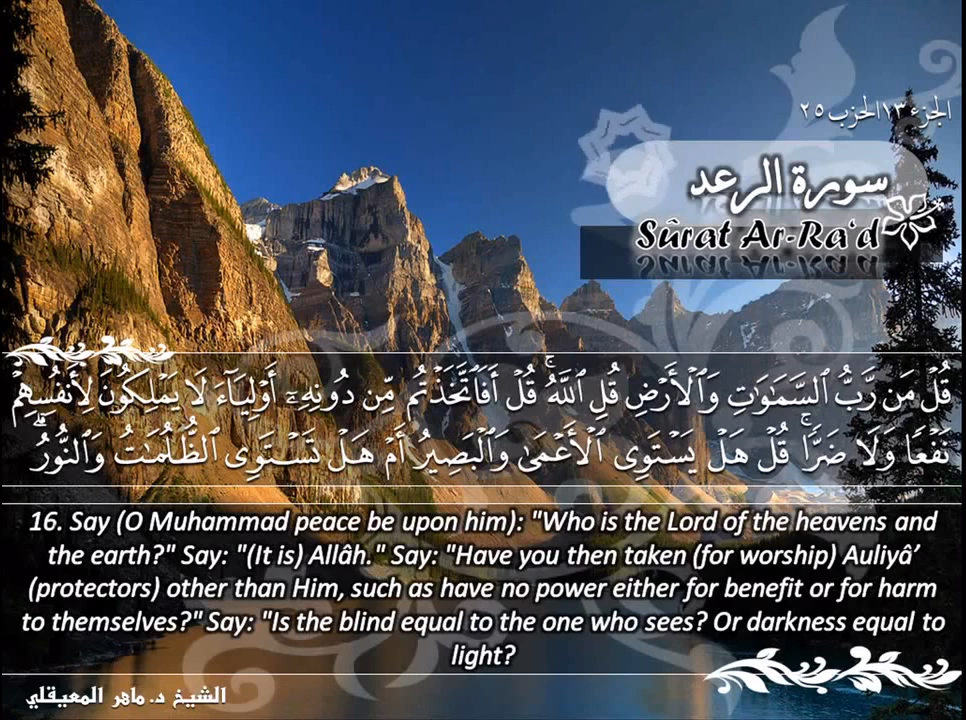 الجزء ١٣ الحزب ٢٥
سورة الرعد
Sûrat Ar-Ra‘d
قُلْ مَن رَّبُّ ٱلسَّمَٰوَٰتِ وَٱلْأَرْضِ قُلِ ٱللَّهُ ۚ قُلْ أَفَٱتَّخَذْتُم مِّن دُونِهِۦٓ أَوْلِيَآءَ لَا يَمْلِكُونَ لِأَنفُسِهِمْ
نَفْعًا وَلَا ضَرًّا ۚ قُلْ هَلْ يَسْتَوِى ٱلْأَعْمَىٰ وَٱلْبَصِيرُ أَمْ هَلْ تَسْتَوِى ٱلظُّلُمَٰتُ وَٱلنُّورُ ۗ
16. Say (O Muhammad peace be upon him): "Who is the Lord of the heavens and
the earth?" Say: "(It is) Allâh." Say: "Have you then taken (for worship) Auliyâ’
(protectors) other than Him, such as have no power either for benefit or for harm
to themselves?" Say: "Is the blind equal to the one who sees? Or darkness equal to
light?
الشيخ د. ماهر المعيقلي